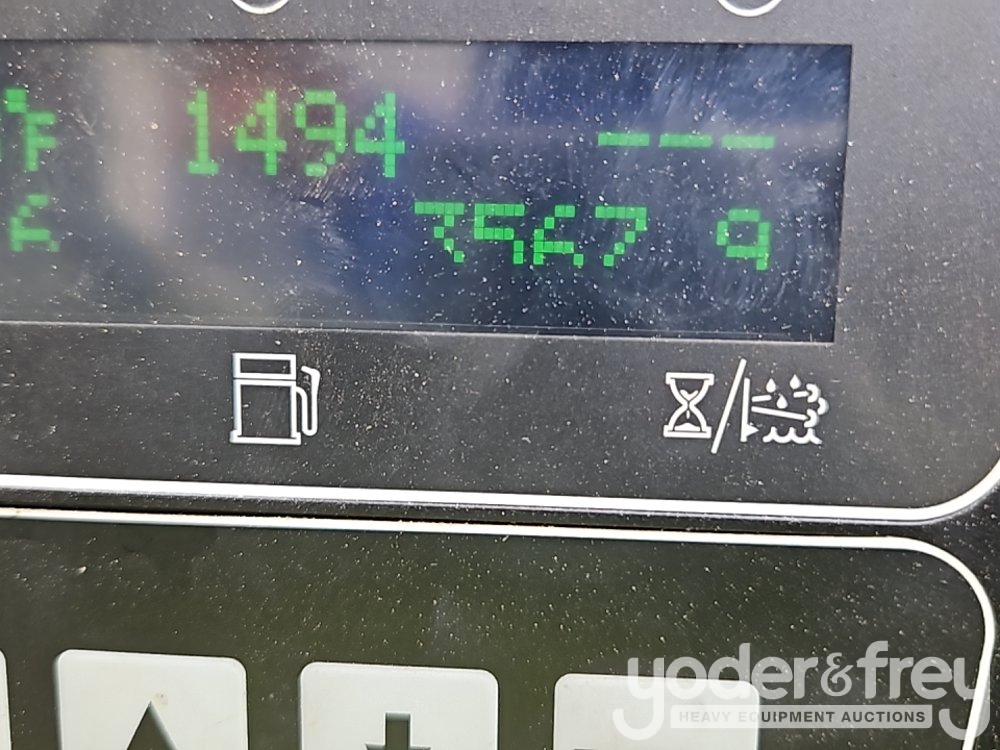 °F 1494 ---
7567 9
yoder&frey
HEAVY EQUIPMENT AUCTIONS